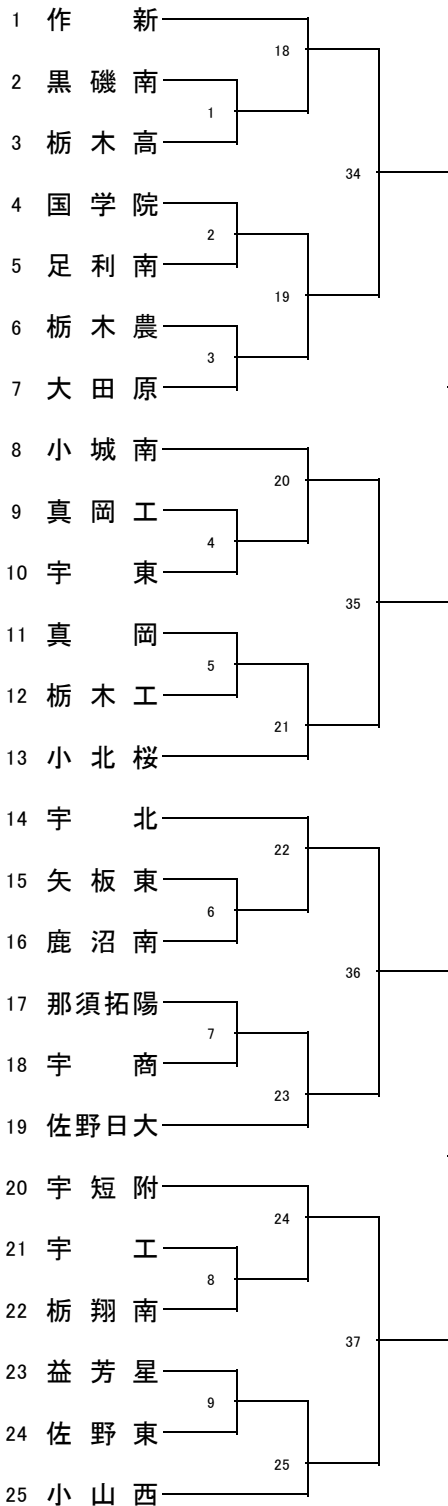 1 作新
18
2 黒磯南
1
3 栃木高
34
4 国学院
2
5 足利南
19
6 栃木農
3
7 大田原
8 小城南
20
9 真岡工
4
10 宇東
35
11 真岡
5
12 栃木工
21
13 小北桜
14 宇北
22
15 矢板東
6
16 鹿沼南
36
17 那須拓陽
7
18 宇商
23
19 佐野日大
20 宇短附
24
21 宇工
8
22 栃翔南
37
23 益芳星
9
24 佐野東
25
25 小山西